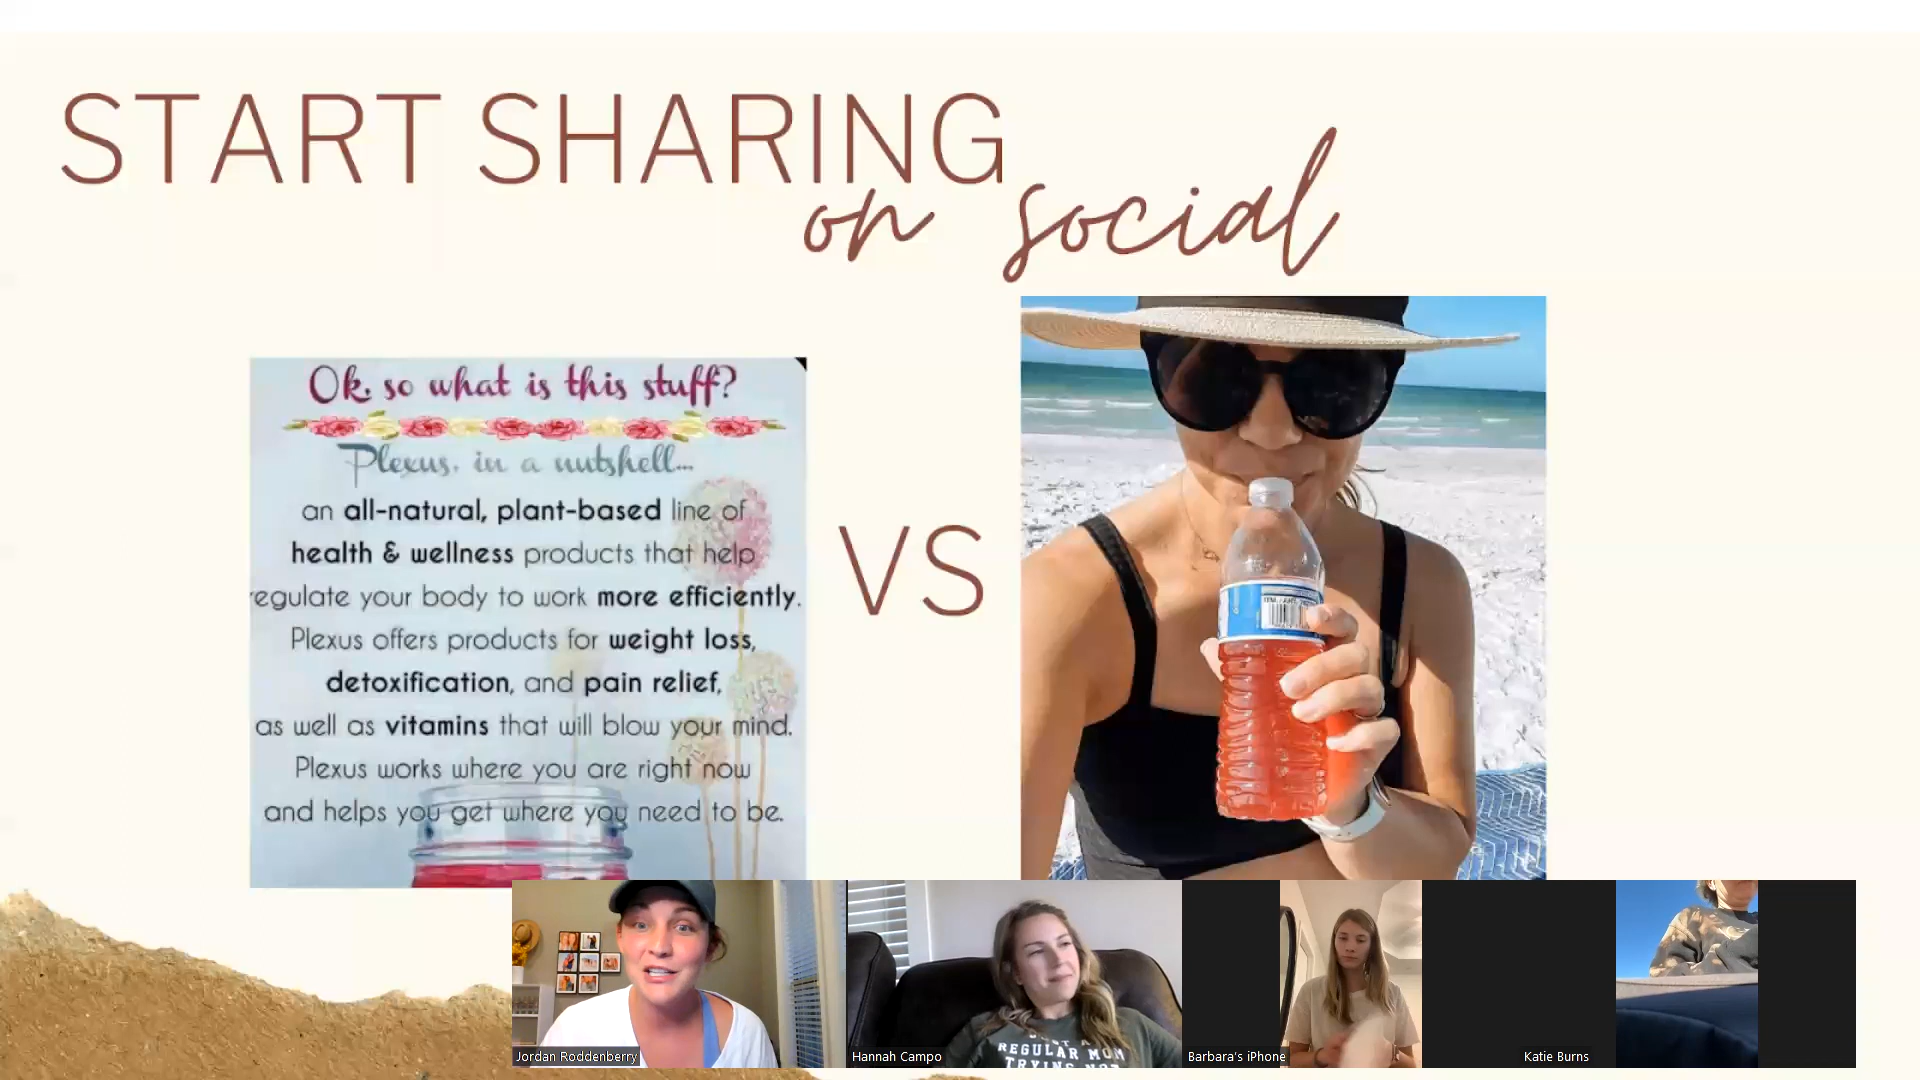 START SHARING
on social
Ok, so what is this stuff?
Plexus, in a nutshell...
an all-natural, plant-based line of
health & wellness products that help
regulate your body to work more efficiently.
Plexus offers products for weight loss,
detoxification, and pain relief,
as well as vitamins that will blow your mind.
Plexus works where you are right now
and helps you get where you need to be.
VS
REGULAR MOM
TRYING NOT
Jordan Roddenberry
Hannah Campo
Barbara's iPhone
Katie Burns